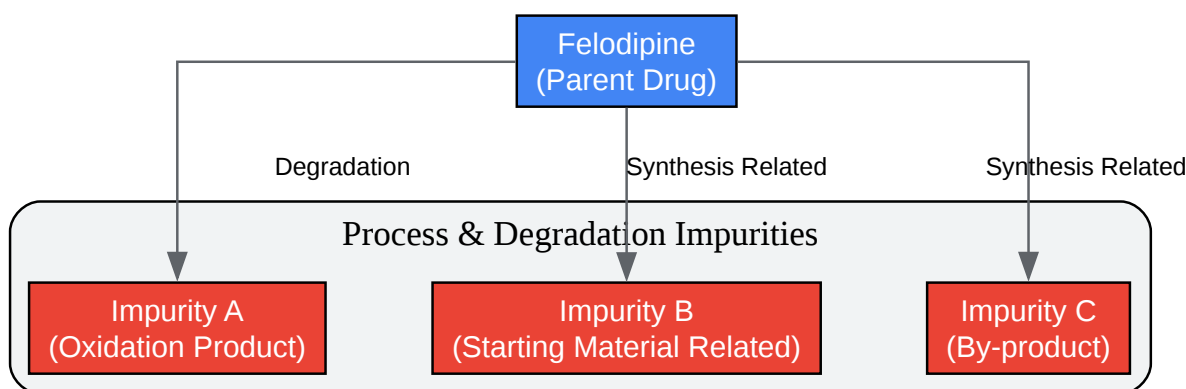 Felodipine
(Parent Drug)
Degradation
Synthesis Related
Synthesis Related
Process & Degradation Impurities
Impurity A
(Oxidation Product)
Impurity B
(Starting Material Related)
Impurity C
(By-product)